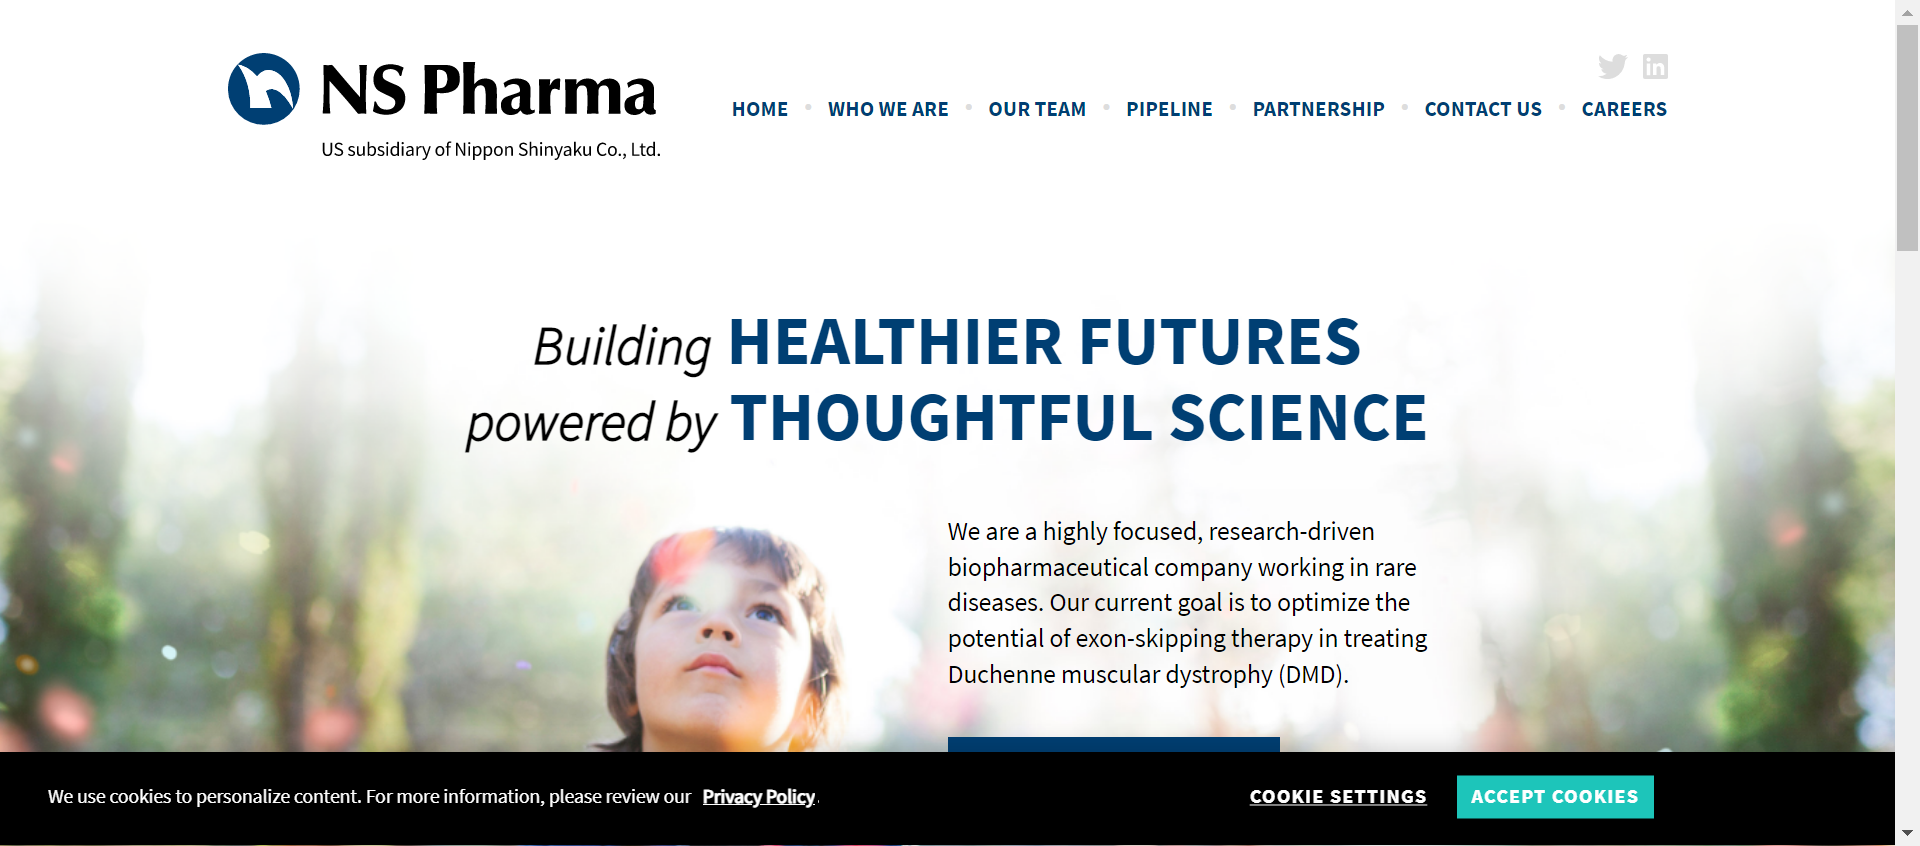 NS Pharma
US subsidiary of Nippon Shinyaku Co., Ltd.
HOME • WHO WE ARE • OUR TEAM • PIPELINE • PARTNERSHIP • CONTACT US • CAREERS
Building HEALTHIER FUTURES
powered by THOUGHTFUL SCIENCE
We are a highly focused, research-driven
biopharmaceutical company working in rare
diseases. Our current goal is to optimize the
potential of exon-skipping therapy in treating
Duchenne muscular dystrophy (DMD).
We use cookies to personalize content. For more information, please review our Privacy Policy.
COOKIE SETTINGS
ACCEPT COOKIES